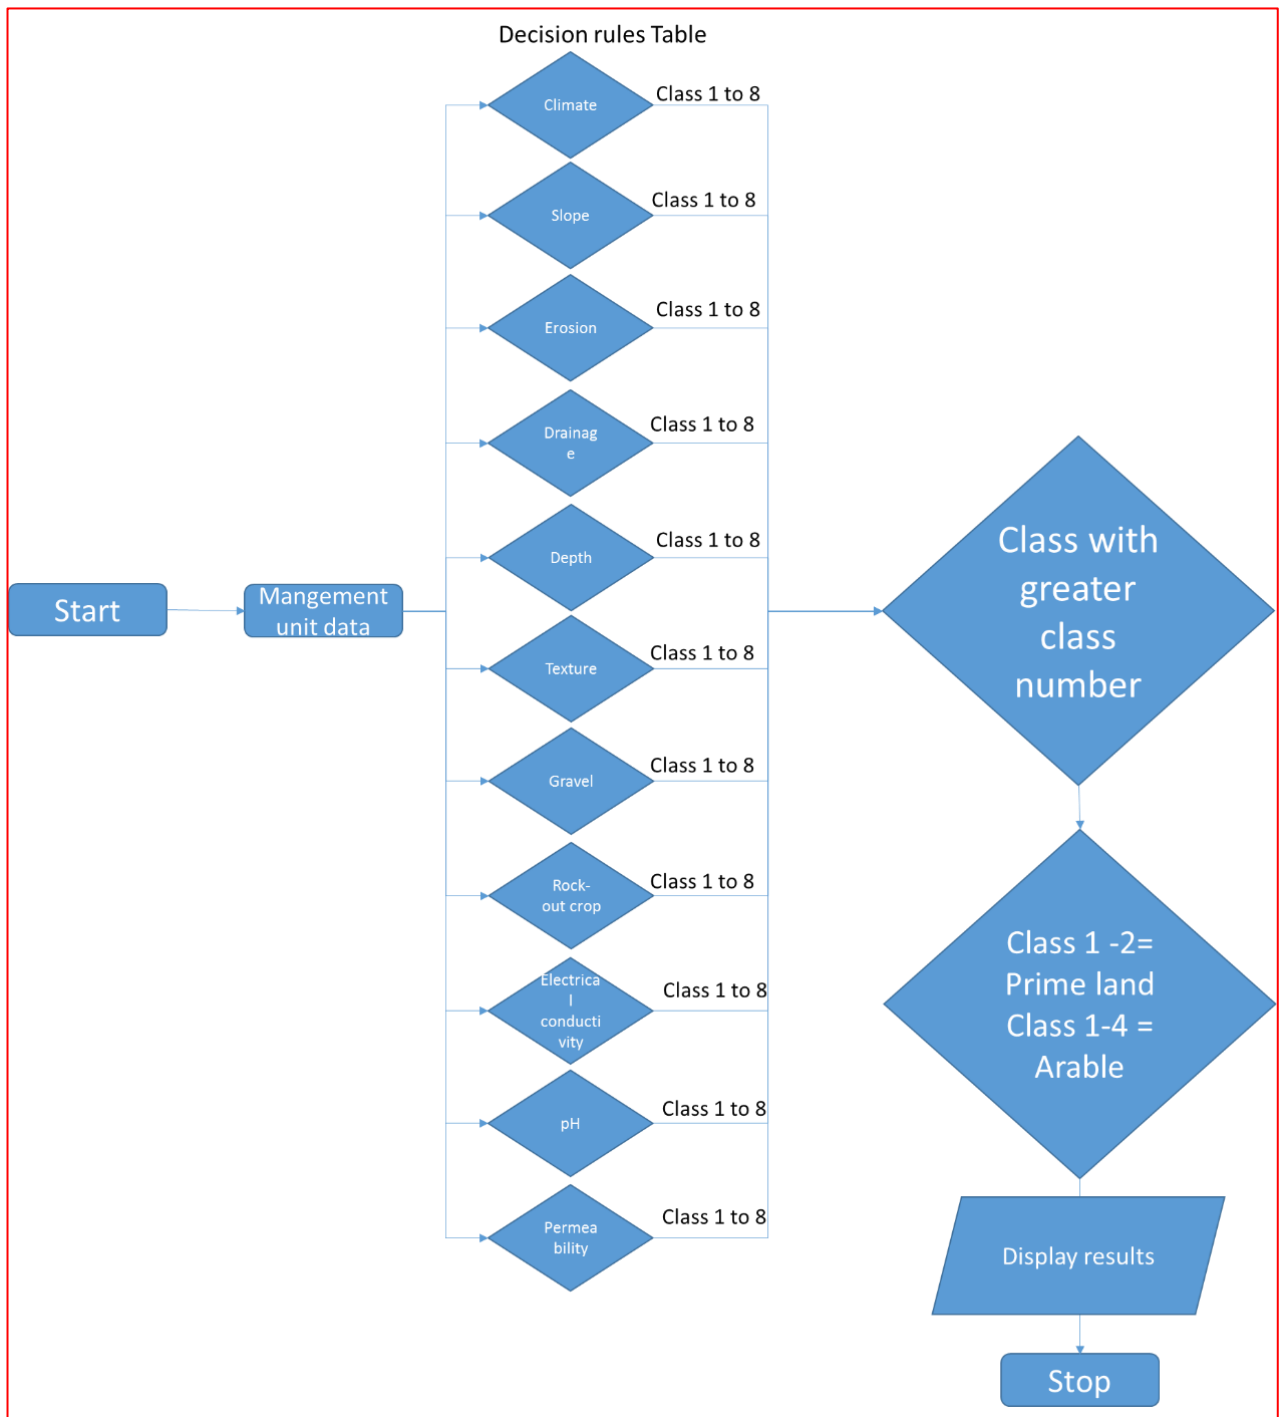 Decision rules Table
Climate
Class 1 to 8
Slope
Class 1 to 8
Erosion
Class 1 to 8
Drainag
e
Class 1 to 8
Depth
Class 1 to 8
Start
Mangement
unit data
Texture
Class 1 to 8
Gravel
Class 1 to 8
Rock-
out crop
Class 1 to 8
Electrica
l
conducti
vity
Class 1 to 8
pH
Class 1 to 8
Permea
bility
Class 1 to 8
Class with
greater
class
number
Class 1 -2=
Prime land
Class 1-4 =
Arable
Display results
Stop